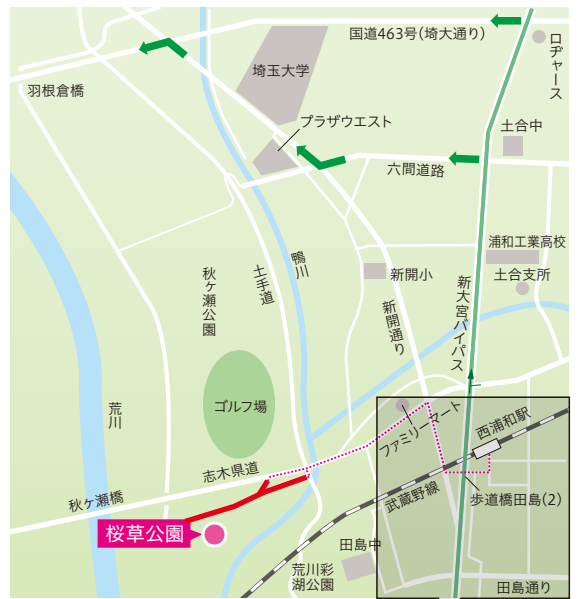 国道463号(埼大通り)
ロヂャース
埼玉大学
羽根倉橋
プラザウエスト
土合中
六間道路
浦和工業高校
土合支所
鴨川
土手道
秋ヶ瀬公園
新開小
新開通り
新大宮バイパス
荒川
ゴルフ場
ファミリーマート
西浦和駅
志木県道
秋ヶ瀬橋
武蔵野線
歩道橋田島(2)
桜草公園
田島中
荒川彩
湖公園
田島通り